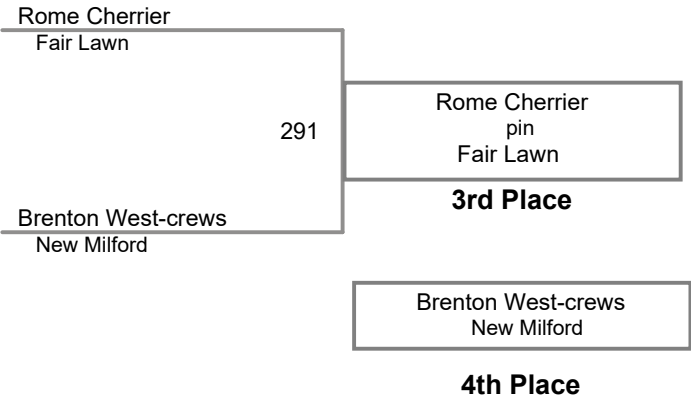 Rome Cherrier
Fair Lawn
291
Rome Cherrier
pin
Fair Lawn
3rd Place
Brenton West-crews
New Milford
Brenton West-crews
New Milford
4th Place